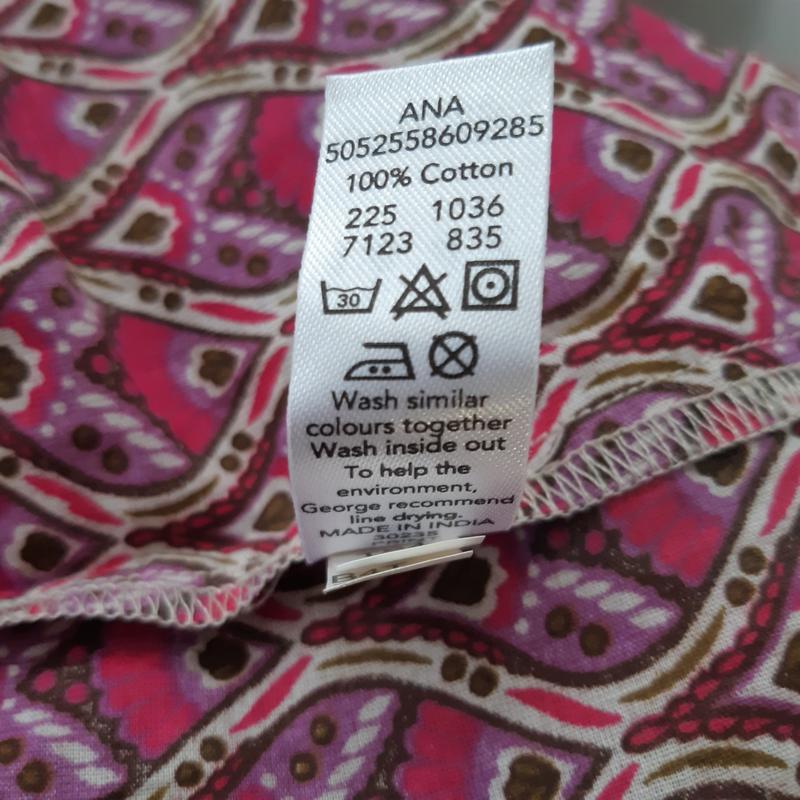 ANA
5052558609285
100% Cotton
225 1036
7123 835
30
Wash similar
colours together
Wash inside out
To help the
environment,
George recommend
line drying.
MADE IN INDIA
30235